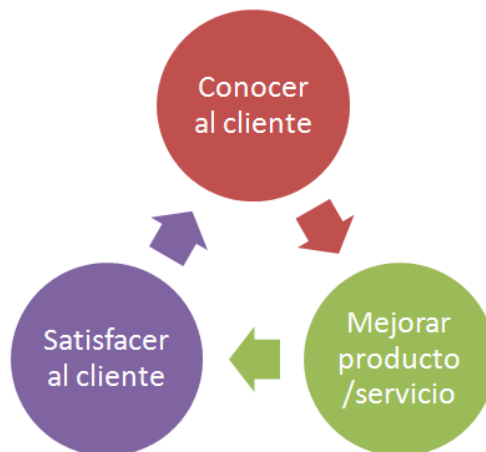 Conocer
al cliente
Mejorar
producto
/servicio
Satisfacer
al cliente